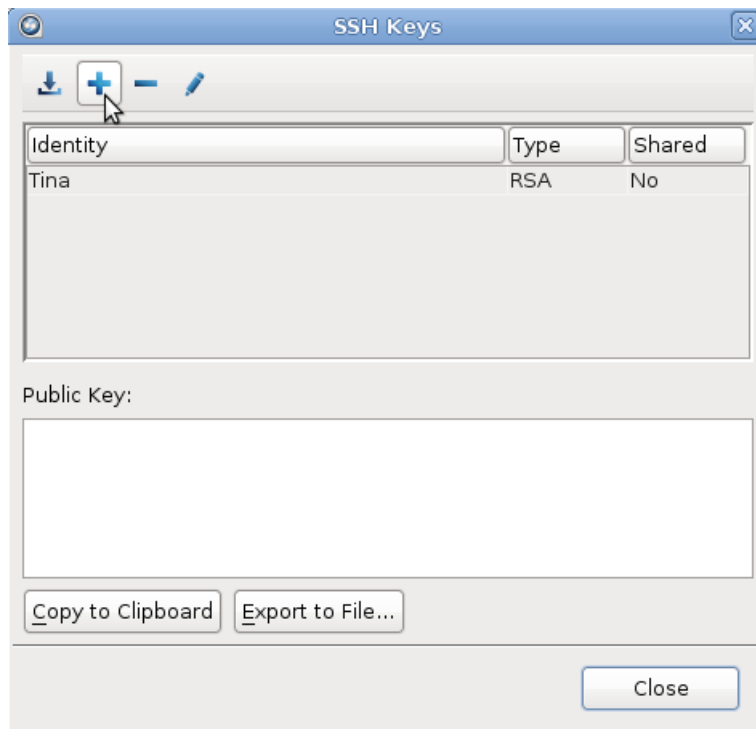 SSH Keys
Identity Type Shared
Tina RSA No
Public Key:
Copy to Clipboard Export to File...
Close